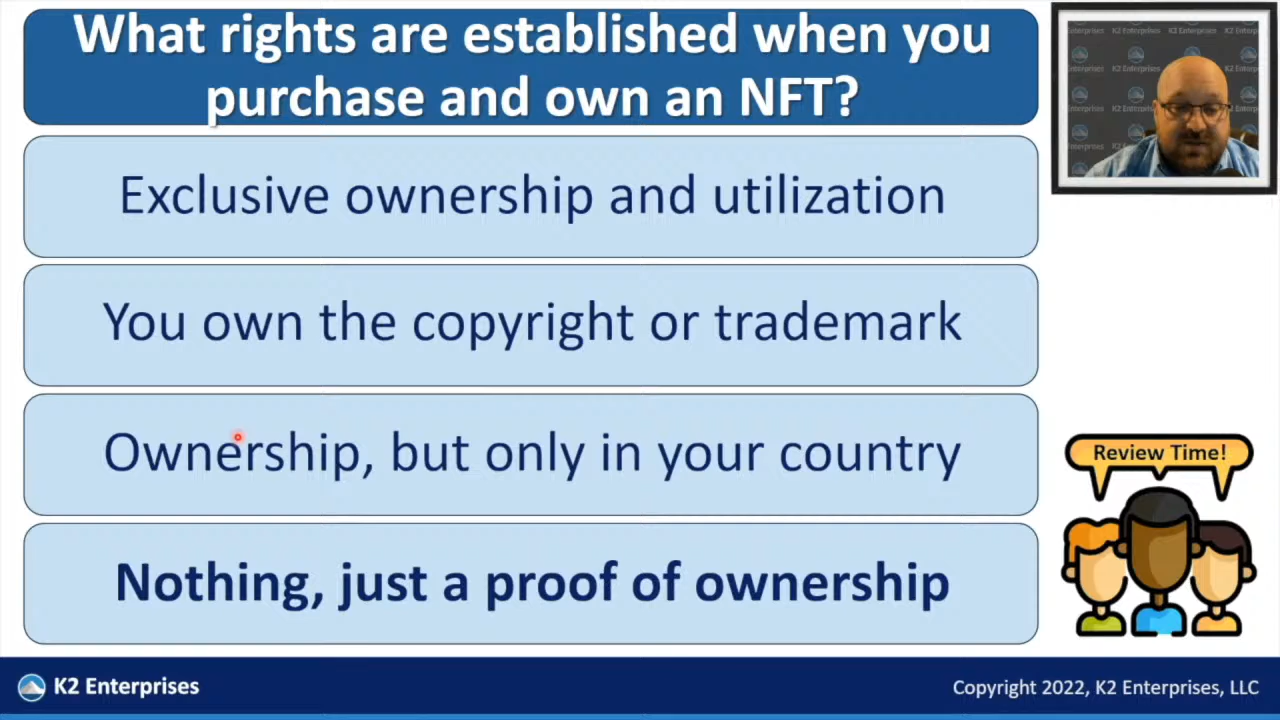 What rights are established when you
purchase and own an NFT?
Exclusive ownership and utilization
You own the copyright or trademark
Ownership, but only in your country
Nothing, just a proof of ownership
Review Time!
K2 Enterprises
Copyright 2022, K2 Enterprises, LLC